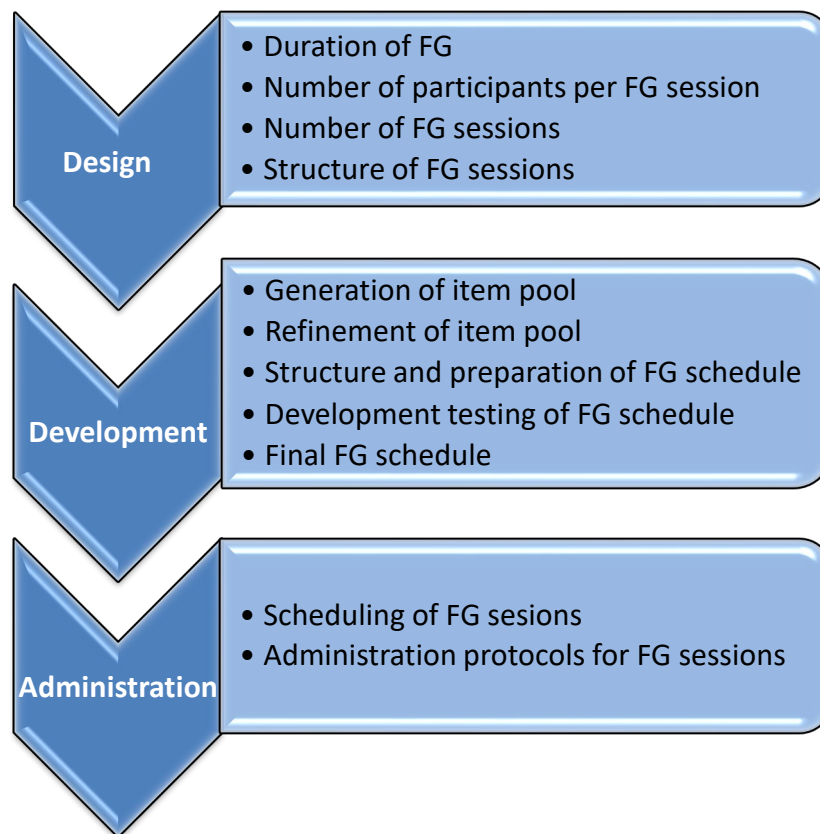 Design
• Duration of FG
• Number of participants per FG session
• Number of FG sessions
• Structure of FG sessions
Development
• Generation of item pool
• Refinement of item pool
• Structure and preparation of FG schedule
• Development testing of FG schedule
• Final FG schedule
Administration
• Scheduling of FG sesions
• Administration protocols for FG sessions